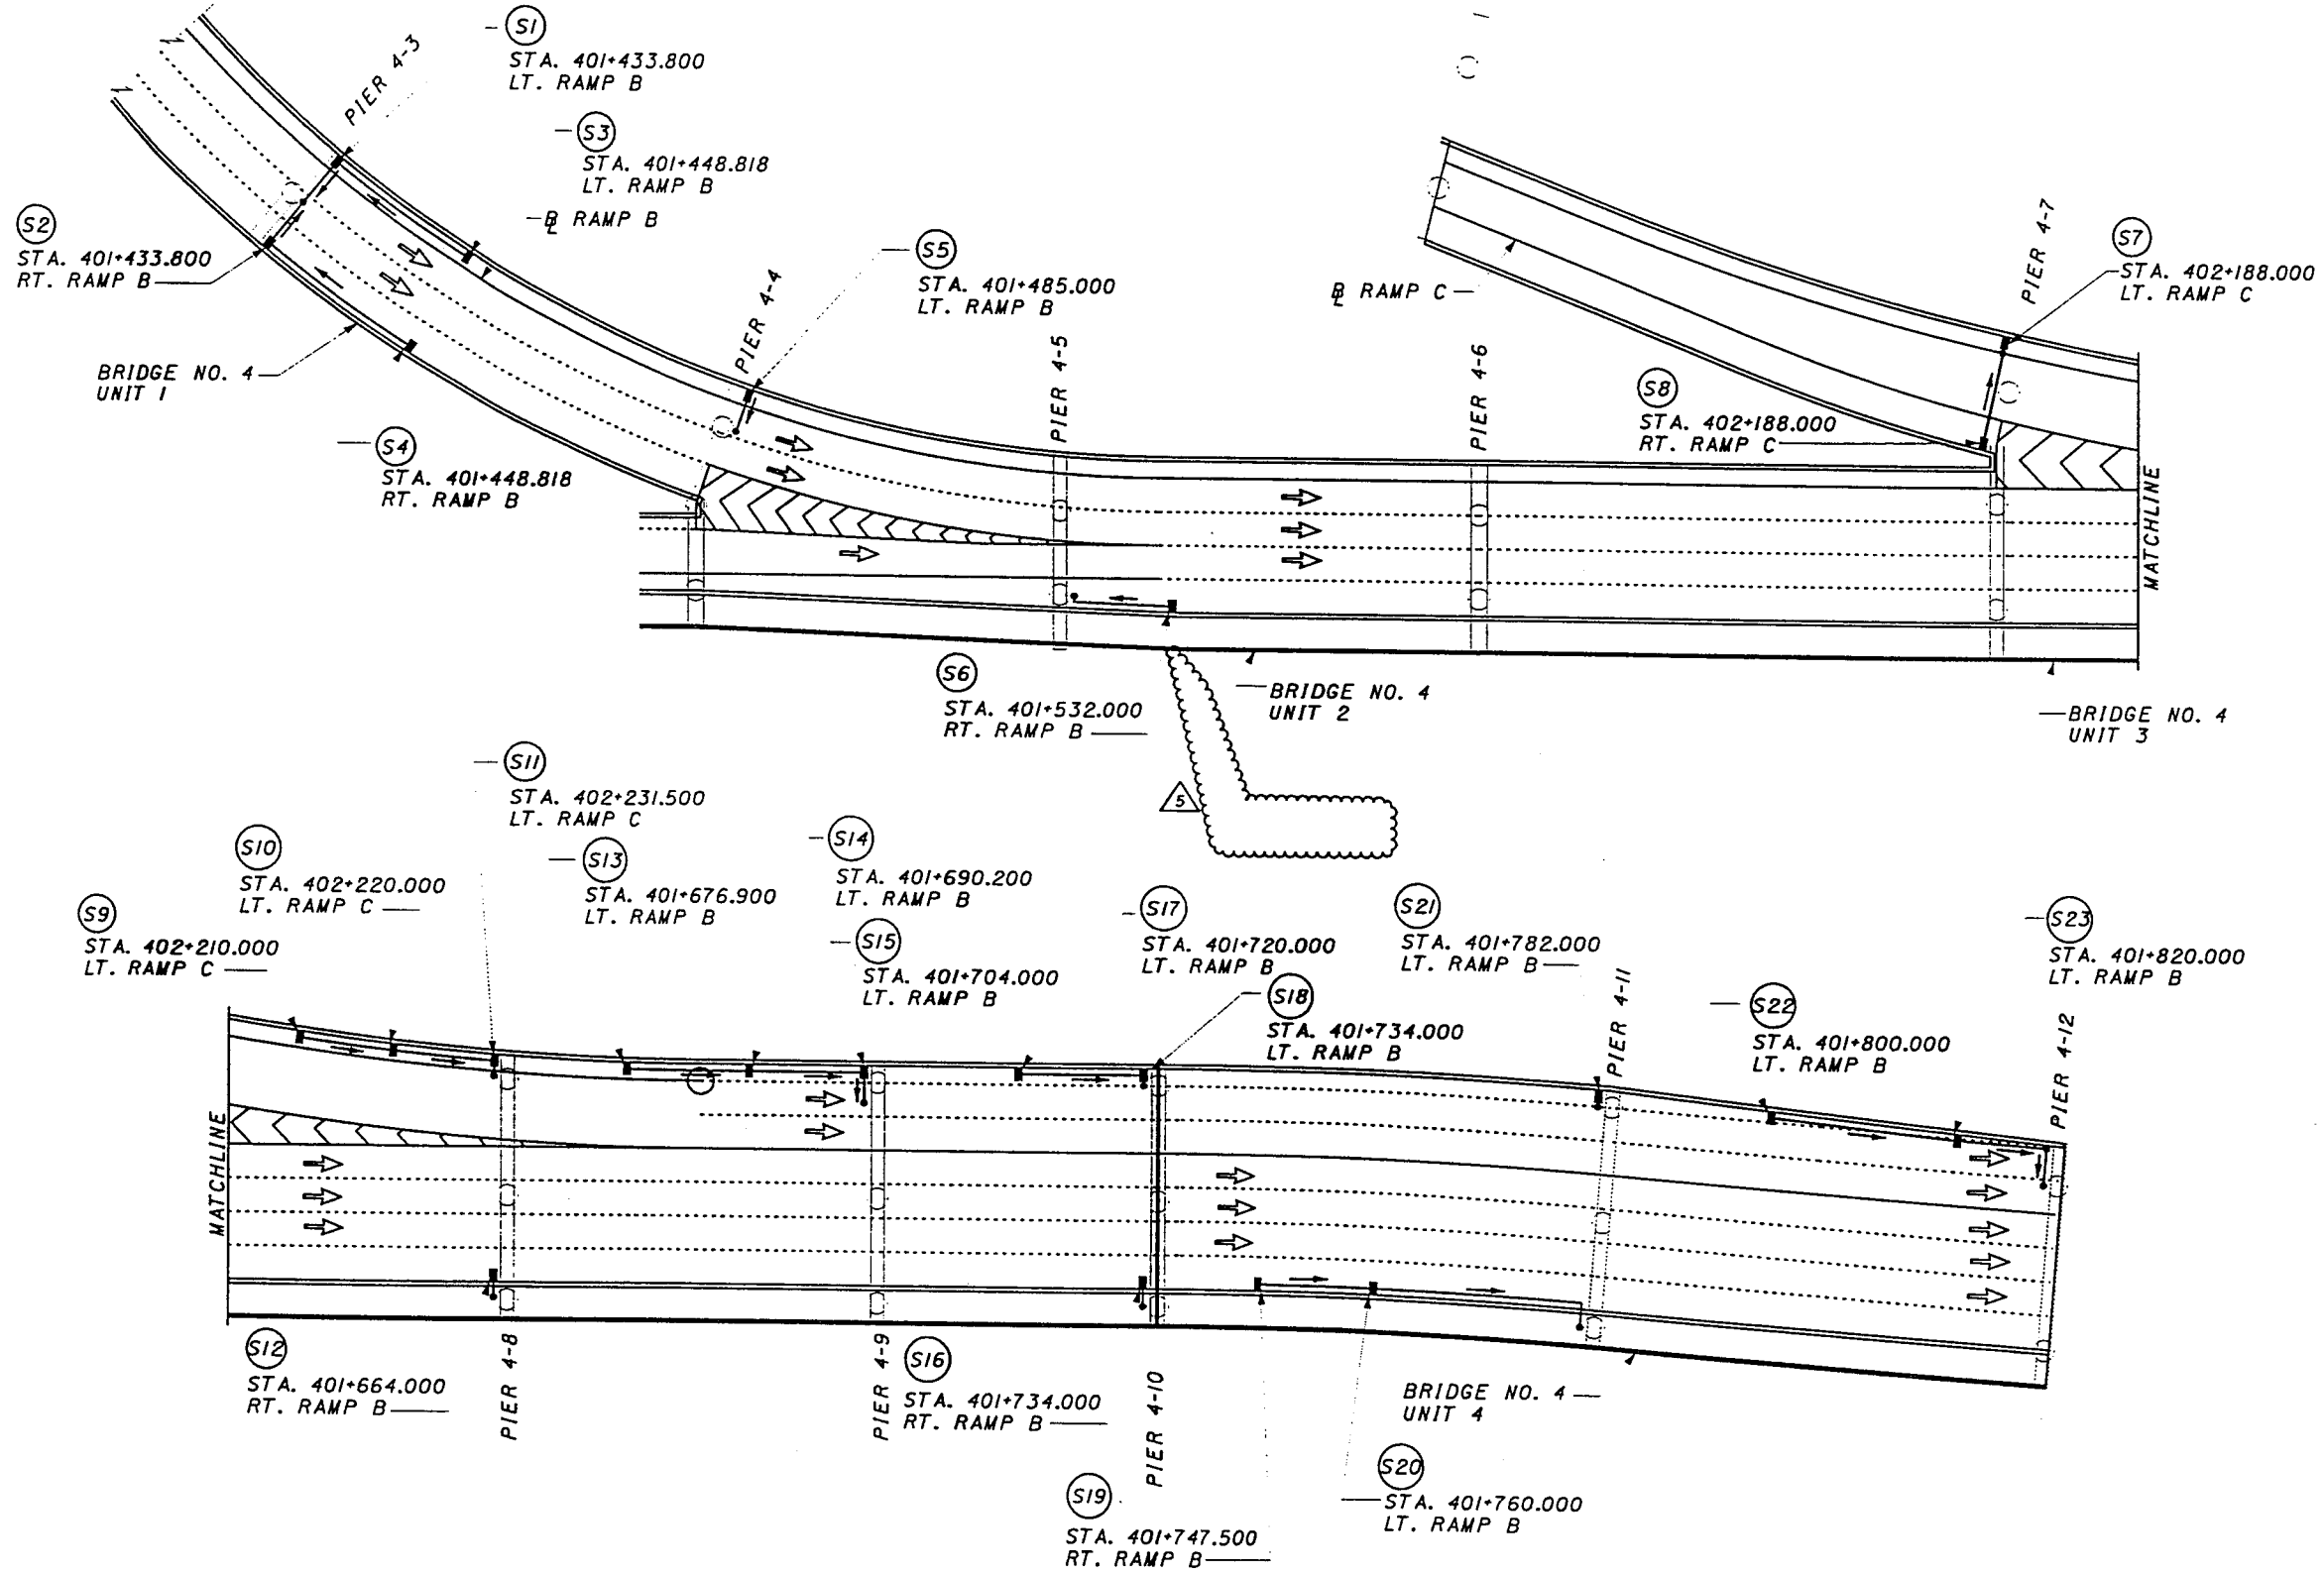 S1
STA. 401+433.800
LT. RAMP B
PIER 4-3
S3
STA. 401+448.818
LT. RAMP B
℄ RAMP B
S2
STA. 401+433.800
RT. RAMP B
S5
STA. 401+485.000
LT. RAMP B
PIER 4-4
BRIDGE NO. 4
UNIT 1
S4
STA. 401+448.818
RT. RAMP B
PIER 4-5
PIER 4-6
℄ RAMP C
PIER 4-7
S7
STA. 402+188.000
LT. RAMP C
S8
STA. 402+188.000
RT. RAMP C
MATCHLINE
S6
STA. 401+532.000
RT. RAMP B
BRIDGE NO. 4
UNIT 2
BRIDGE NO. 4
UNIT 3
5
S11
STA. 402+231.500
LT. RAMP C
S10
STA. 402+220.000
LT. RAMP C
S13
STA. 401+676.900
LT. RAMP B
S14
STA. 401+690.200
LT. RAMP B
S9
STA. 402+210.000
LT. RAMP C
S15
STA. 401+704.000
LT. RAMP B
S17
STA. 401+720.000
LT. RAMP B
S21
STA. 401+782.000
LT. RAMP B
S23
STA. 401+820.000
LT. RAMP B
S18
STA. 401+734.000
LT. RAMP B
PIER 4-11
S22
STA. 401+800.000
LT. RAMP B
PIER 4-12
MATCHLINE
S12
STA. 401+664.000
RT. RAMP B
PIER 4-8
PIER 4-9
S16
STA. 401+734.000
RT. RAMP B
PIER 4-10
BRIDGE NO. 4
UNIT 4
S19
STA. 401+747.500
RT. RAMP B
S20
STA. 401+760.000
LT. RAMP B